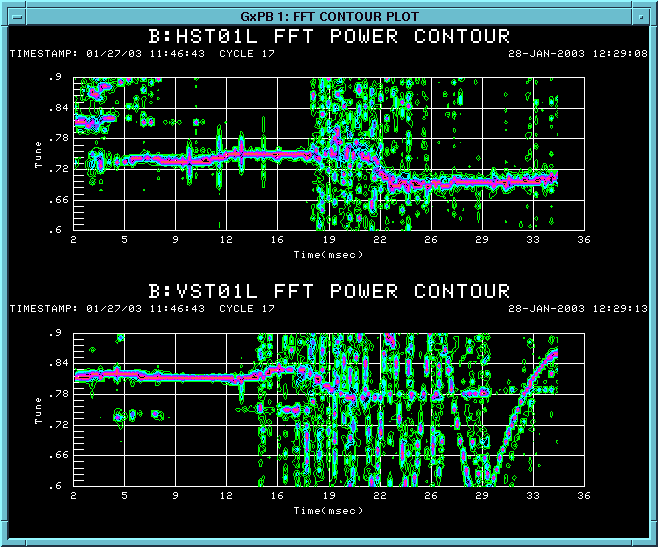 GxPB 1: FFT CONTOUR PLOT
B:HST01L FFT POWER CONTOUR
TIMESTAMP: 01/27/03 11:46:43 CYCLE 17 28-JAN-2003 12:29:08
.9
.84
.78
.72
.66
.6
Tune
2 5 9 12 15 19 22 26 29 33 36
Time(msec)
B:VST01L FFT POWER CONTOUR
TIMESTAMP: 01/27/03 11:46:43 CYCLE 17 28-JAN-2003 12:29:13
.9
.84
.78
.72
.66
.6
Tune
2 5 9 12 15 19 22 26 29 33 36
Time(msec)